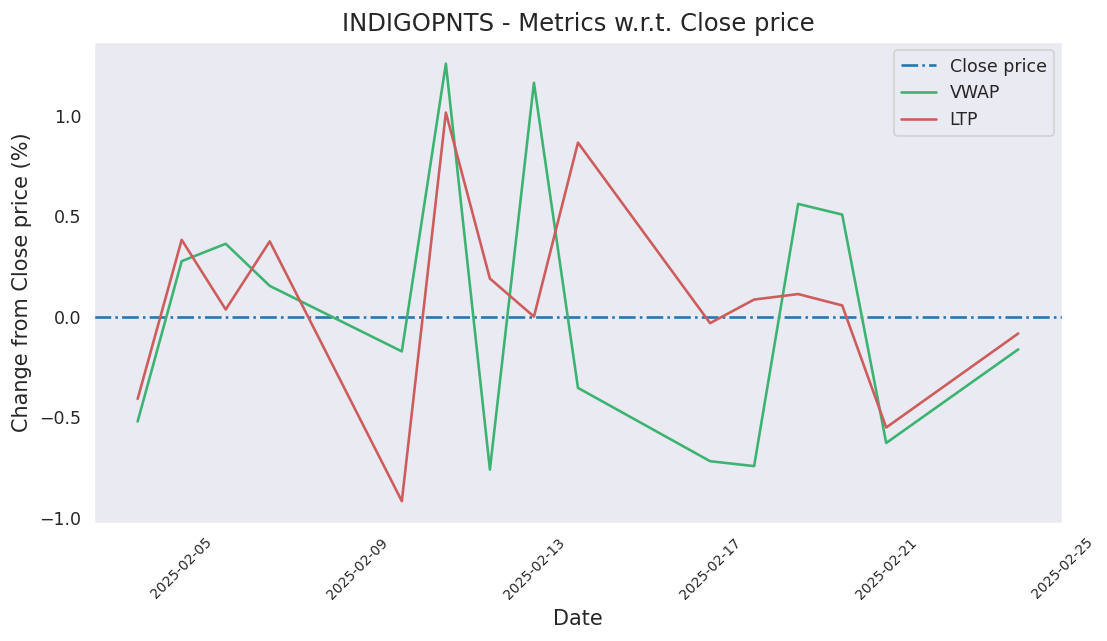 INDIGOPNTS - Metrics w.r.t. Close price
Close price
VWAP
LTP
Change from Close price (%)
1.0
0.5
0.0
−0.5
−1.0
2025-02-05
2025-02-09
2025-02-13
2025-02-17
2025-02-21
2025-02-25
Date